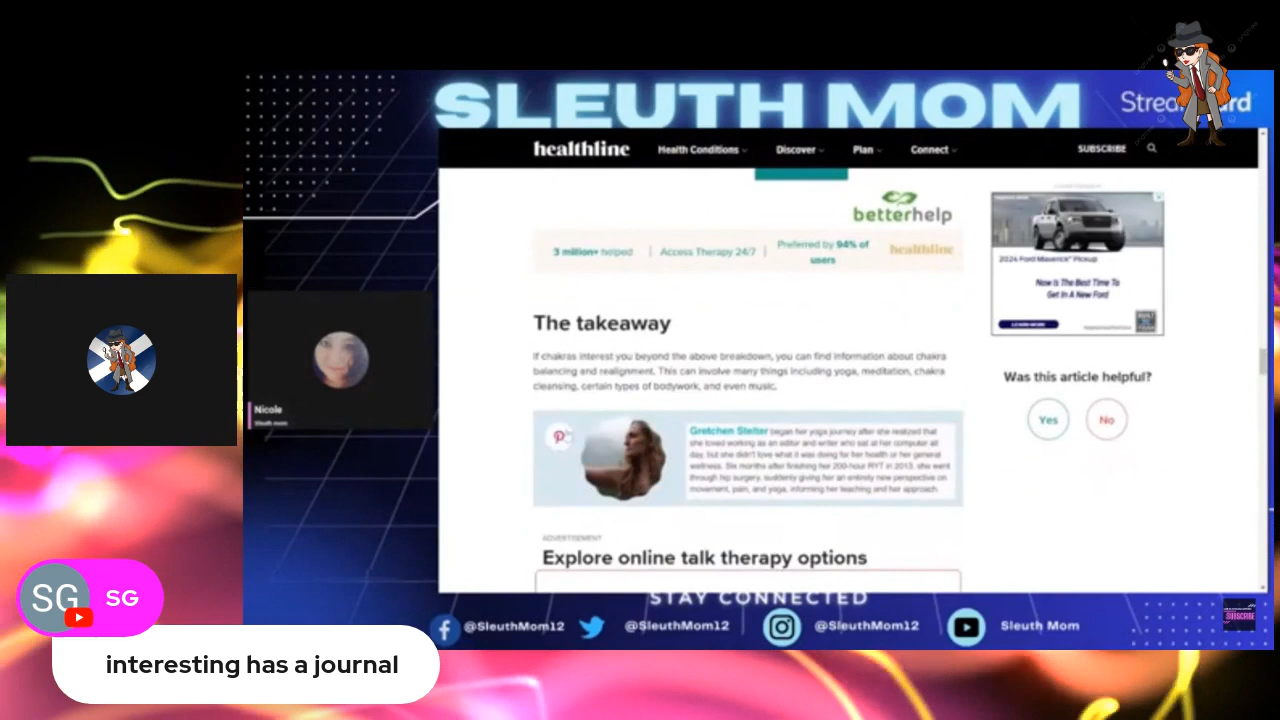 SLEUTH MOM
healthline
Health Conditions
Discover
Plan
Connect
SUBSCRIBE
betterhelp
3 million+ helped
Access Therapy 24/7
Preferred by 94% of
users
healthline
2024 Ford Maverick™ Pickup
Now Is The Best Time To
Get In A New Ford
LEARN MORE
The takeaway
If chakras interest you beyond the above breakdown, you can find information about chakra
balancing and realignment. This can involve many things including yoga, meditation, chakra
cleansing, certain types of bodywork, and even music.
Was this article helpful?
Yes
No
Nicole
Sleuth mom
Gretchen Stelter began her yoga journey after she realized that
she loved working as an editor and writer who sat at her computer all
day, but she didn't love what it was doing for her health or her general
wellness. Six months after finishing her 200-hour RYT in 2013, she went
through hip surgery, suddenly giving her an entirely new perspective on
movement, pain, and yoga, informing her teaching and her approach.
ADVERTISEMENT
Explore online talk therapy options
STAY CONNECTED
@SleuthMom12
@SleuthMom12
@SleuthMom12
Sleuth Mom
SUBSCRIBE
SG
SG
interesting has a journal